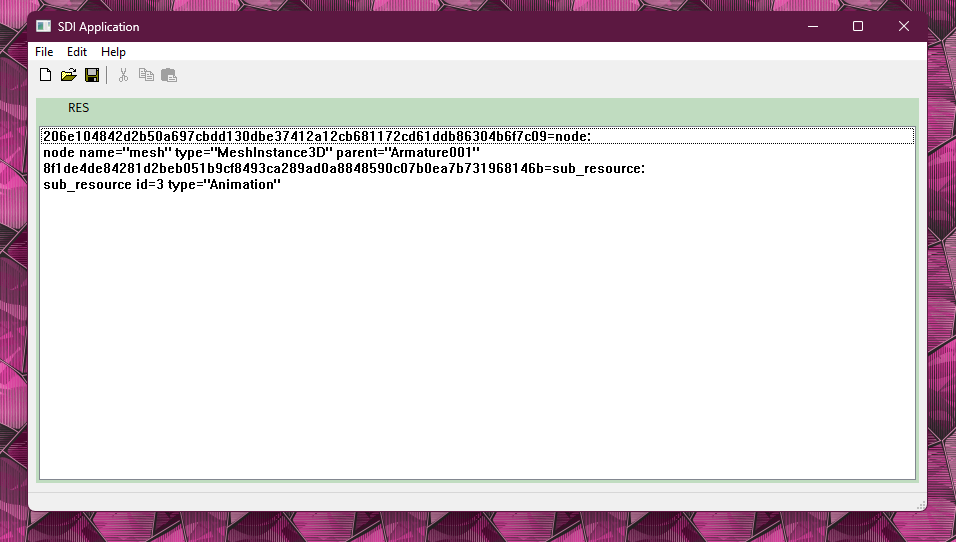 SDI Application
File Edit Help
RES
206e104842d2b50a697cbdd130dbe37412a12cb681172cd61ddb86304b6f7c09=node:
node name="mesh" type="MeshInstance3D" parent="Armature001"
8f1de4de84281d2beb051b9cf8493ca289ad0a8848590c07b0ea7b731968146b=sub_resource:
sub_resource id=3 type="Animation"